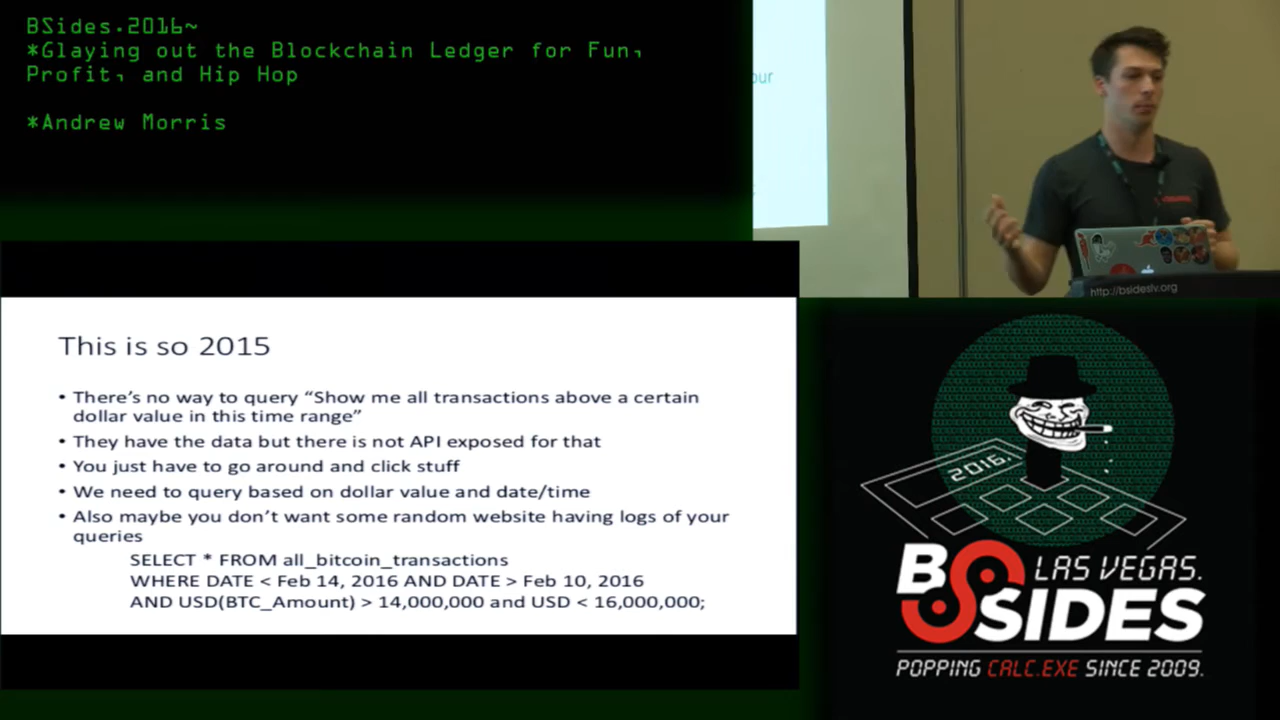 BSides.2016~
*Glaying out the Blockchain Ledger for Fun,
Profit, and Hip Hop
*Andrew Morris
our
http://bsideslv.org
This is so 2015
• There's no way to query “Show me all transactions above a certain
dollar value in this time range”
• They have the data but there is not API exposed for that
• You just have to go around and click stuff
• We need to query based on dollar value and date/time
• Also maybe you don't want some random website having logs of your
queries
SELECT * FROM all_bitcoin_transactions
WHERE DATE < Feb 14, 2016 AND DATE > Feb 10, 2016
AND USD(BTC_Amount) > 14,000,000 and USD < 16,000,000;
2016.
BSIDES LAS VEGAS.
POPPING CALC.EXE SINCE 2009.